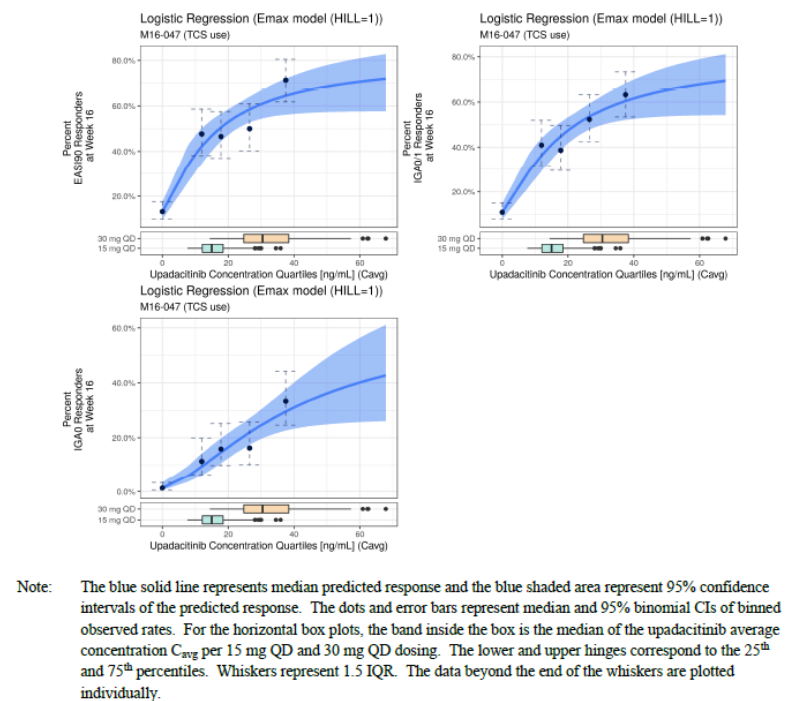 Logistic Regression (Emax model (HILL=1))
M16-047 (TCS use)
80.0%
60.0%
40.0%
20.0%
Percent
EASI90 Responders
at Week 16
30 mg QD
15 mg QD
0 20 40 60
Upadacitinib Concentration Quartiles [ng/mL] (Cavg)
Logistic Regression (Emax model (HILL=1))
M16-047 (TCS use)
80.0%
60.0%
40.0%
20.0%
Percent
IGA0/1 Responders
at Week 16
30 mg QD
15 mg QD
0 20 40 60
Upadacitinib Concentration Quartiles [ng/mL] (Cavg)
Logistic Regression (Emax model (HILL=1))
M16-047 (TCS use)
60.0%
40.0%
20.0%
0.0%
Percent
IGA0 Responders
at Week 16
30 mg QD
15 mg QD
0 20 40 60
Upadacitinib Concentration Quartiles [ng/mL] (Cavg)
Note: The blue solid line represents median predicted response and the blue shaded area represent 95% confidence
intervals of the predicted response. The dots and error bars represent median and 95% binomial CIs of binned
observed rates. For the horizontal box plots, the band inside the box is the median of the upadacitinib average
concentration Cavg per 15 mg QD and 30 mg QD dosing. The lower and upper hinges correspond to the 25th
and 75th percentiles. Whiskers represent 1.5 IQR. The data beyond the end of the whiskers are plotted
individually.